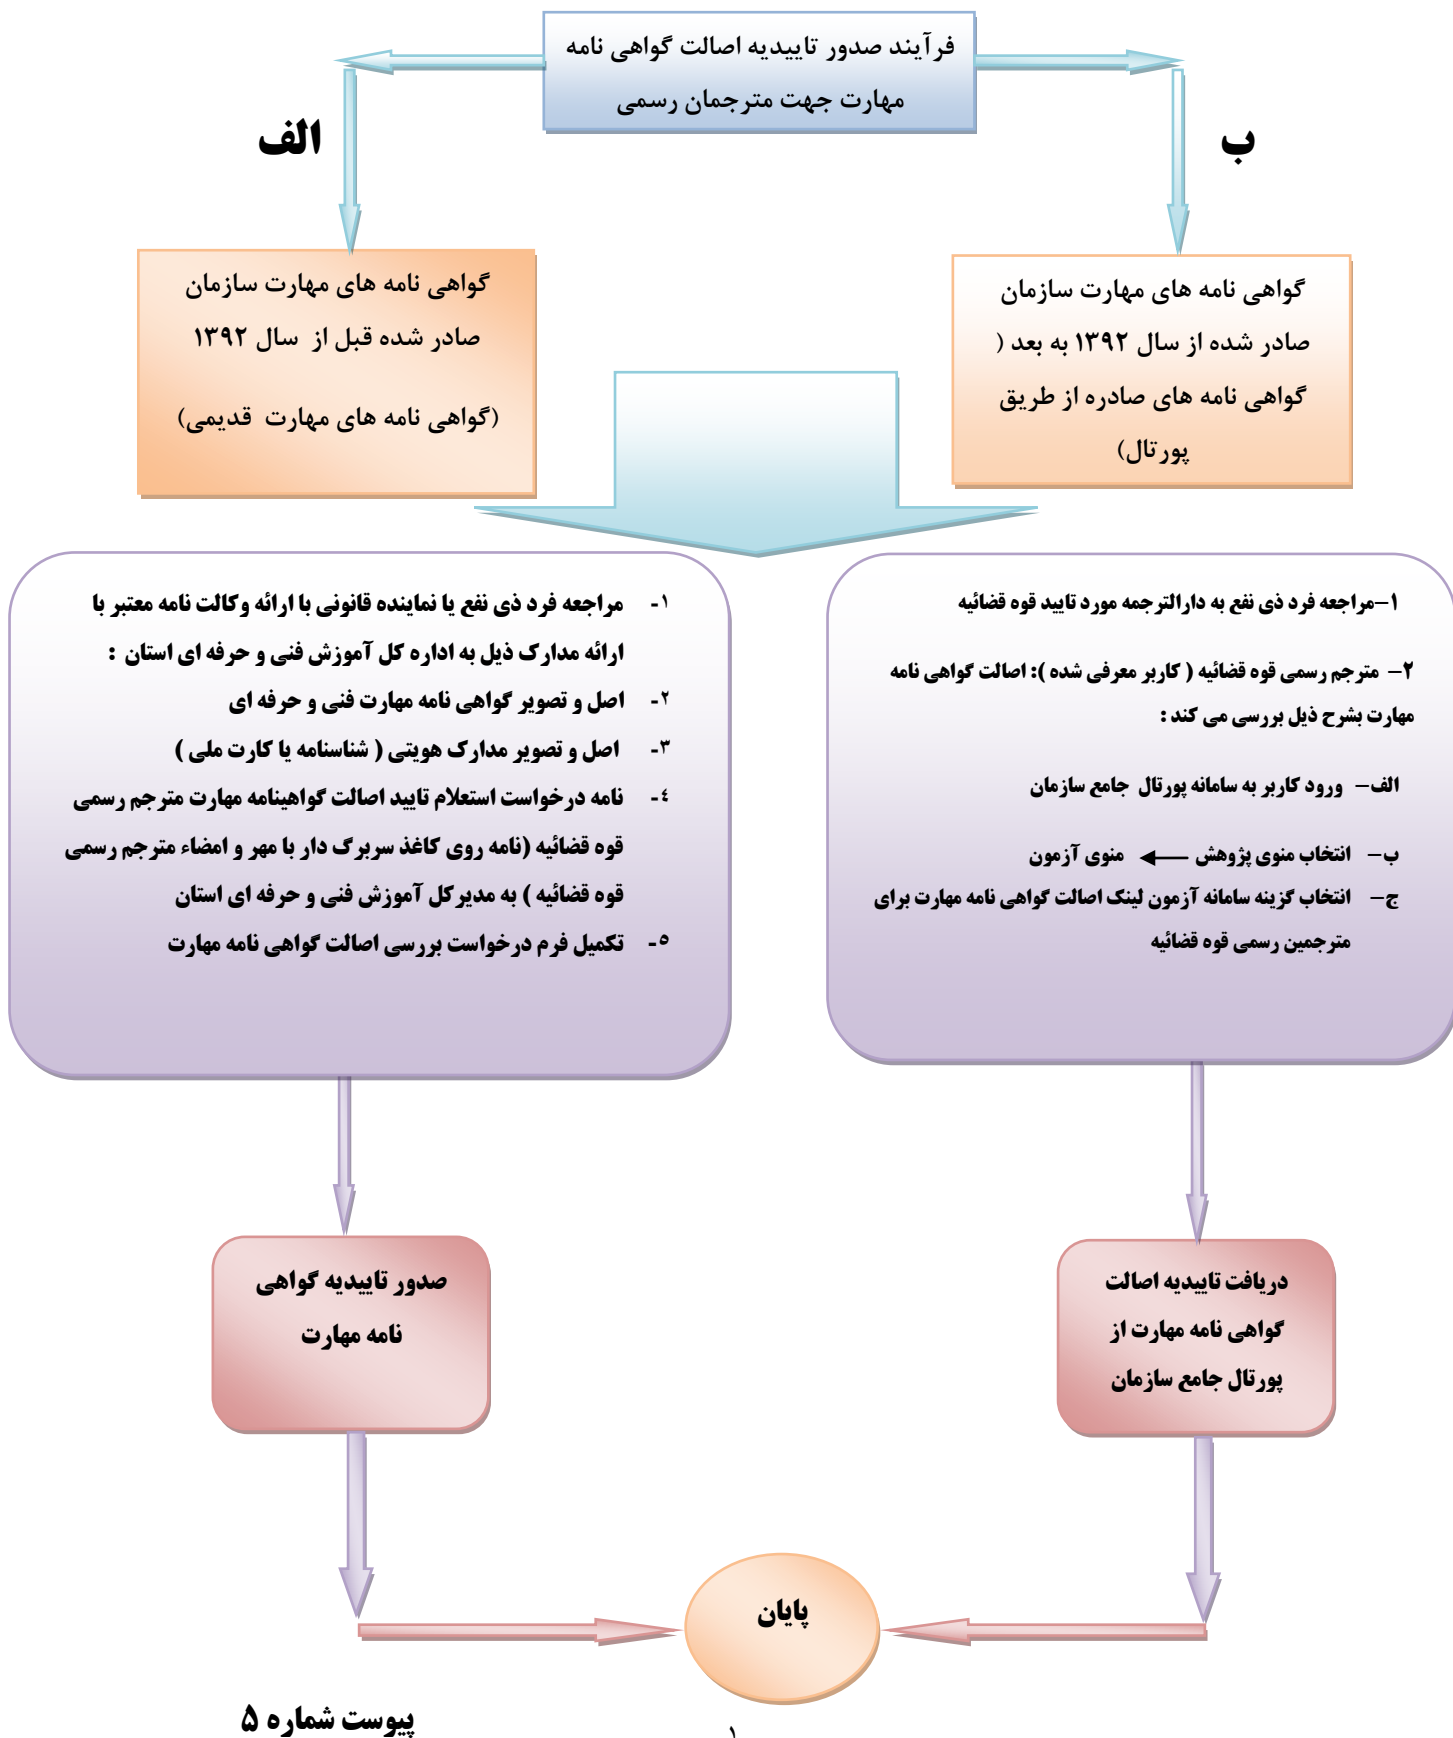 فرآیند صدور تاییدیه اصالت گواهی نامه
مهارت جهت مترجمان رسمی
ب
الف
گواهی نامه های مهارت سازمان
صادر شده از سال ۱۳۹۲ به بعد (
گواهی نامه های صادره از طریق
پورتال)
گواهی نامه های مهارت سازمان
صادر شده قبل از سال ۱۳۹۲
(گواهی نامه های مهارت قدیمی)
۱–مراجعه فرد ذی نفع به دارالترجمه مورد تایید قوه قضائیه
۲– مترجم رسمی قوه قضائیه ( کاربر معرفی شده ): اصالت گواهی نامه
مهارت بشرح ذیل بررسی می کند :
الف– ورود کاربر به سامانه پورتال جامع سازمان
ب– انتخاب منوی پژوهش ← منوی آزمون
ج– انتخاب گزینه سامانه آزمون لینک اصالت گواهی نامه مهارت برای
مترجمین رسمی قوه قضائیه
۱- مراجعه فرد ذی نفع یا نماینده قانونی با ارائه وکالت نامه معتبر با
ارائه مدارک ذیل به اداره کل آموزش فنی و حرفه ای استان :
۲- اصل و تصویر گواهی نامه مهارت فنی و حرفه ای
۳- اصل و تصویر مدارک هویتی ( شناسنامه یا کارت ملی )
٤- نامه درخواست استعلام تایید اصالت گواهینامه مهارت مترجم رسمی
قوه قضائیه (نامه روی کاغذ سربرگ دار با مهر و امضاء مترجم رسمی
قوه قضائیه ) به مدیرکل آموزش فنی و حرفه ای استان
٥- تکمیل فرم درخواست بررسی اصالت گواهی نامه مهارت
دریافت تاییدیه اصالت
گواهی نامه مهارت از
پورتال جامع سازمان
صدور تاییدیه گواهی
نامه مهارت
پایان
پیوست شماره ۵
۱